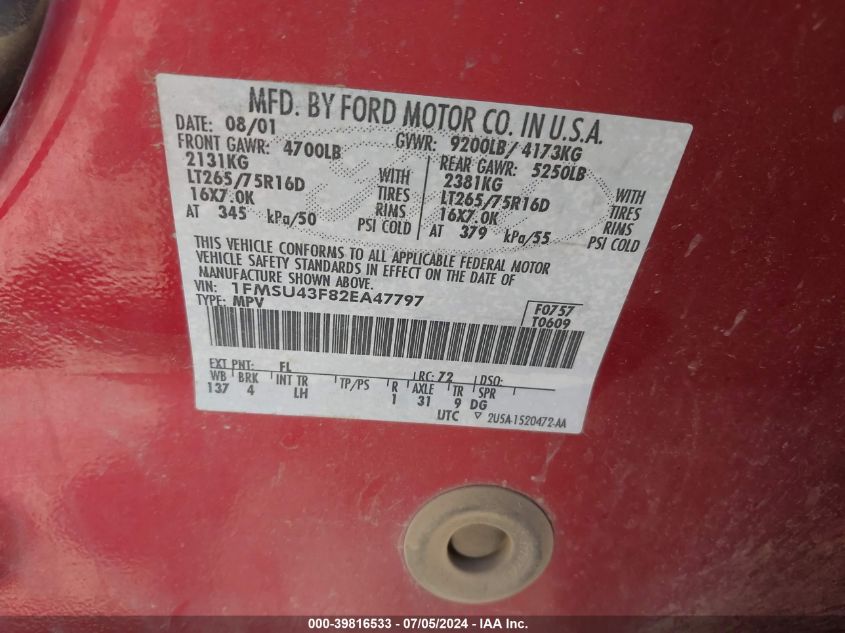 MFD. BY FORD MOTOR CO. IN U.S.A.
DATE: 08/01 GVWR: 9200LB/ 4173KG
FRONT GAWR: 4700LB REAR GAWR: 5250LB
2131KG WITH 2381KG WITH
LT265/75R16D TIRES LT265/75R16D TIRES
16X7.0K RIMS 16X7.0K RIMS
AT 345 kPa/50 PSI COLD AT 379 kPa/55 PSI COLD
THIS VEHICLE CONFORMS TO ALL APPLICABLE FEDERAL MOTOR
VEHICLE SAFETY STANDARDS IN EFFECT ON THE DATE OF
MANUFACTURE SHOWN ABOVE.
VIN: 1FMSU43F82EA47797 F0757
TYPE: MPV T0609
EXT PNT: FL RC: 72 DSO:
WB BRK INT TR TP/PS R AXLE TR SPR
137 4 LH 1 31 9 DG
UTC ▽ 2U5A-1520472-AA
000-39816533 - 07/05/2024 - IAAI Inc.